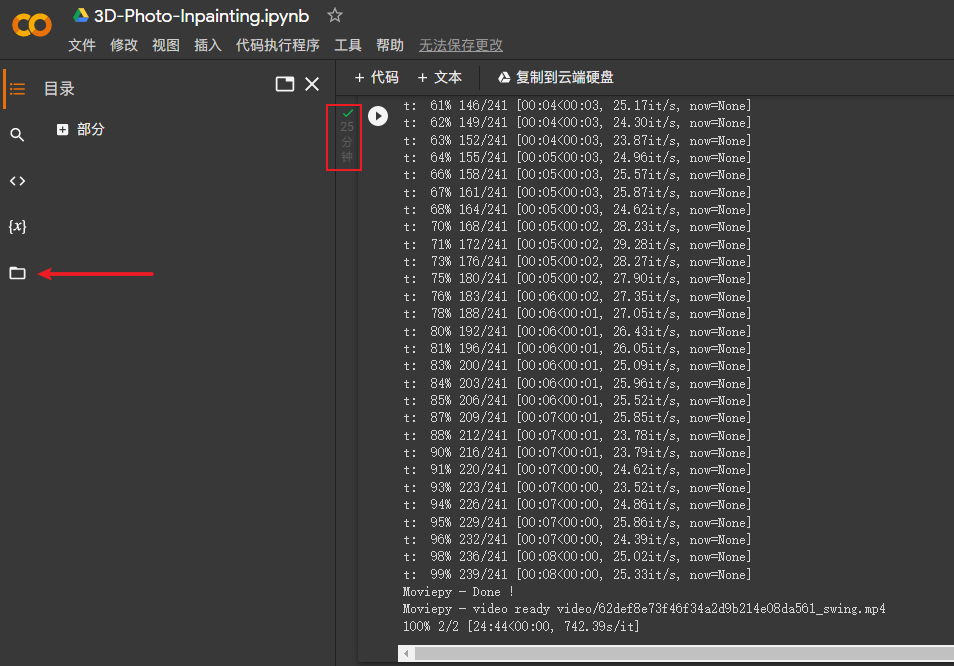 3D-Photo-Inpainting.ipynb
文件 修改 视图 插入 代码执行程序 工具 帮助 无法保存更改
目录
+ 代码 + 文本 复制到云端硬盘
部分
25
分
钟
{x}
t: 61% 146/241 [00:04<00:03, 25.17it/s, now=None]
t: 62% 149/241 [00:04<00:03, 24.30it/s, now=None]
t: 63% 152/241 [00:04<00:03, 23.87it/s, now=None]
t: 64% 155/241 [00:05<00:03, 24.96it/s, now=None]
t: 66% 158/241 [00:05<00:03, 25.57it/s, now=None]
t: 67% 161/241 [00:05<00:03, 25.87it/s, now=None]
t: 68% 164/241 [00:05<00:03, 24.62it/s, now=None]
t: 70% 168/241 [00:05<00:02, 28.23it/s, now=None]
t: 71% 172/241 [00:05<00:02, 29.28it/s, now=None]
t: 73% 176/241 [00:05<00:02, 28.27it/s, now=None]
t: 75% 180/241 [00:05<00:02, 27.90it/s, now=None]
t: 76% 183/241 [00:06<00:02, 27.35it/s, now=None]
t: 78% 188/241 [00:06<00:01, 27.05it/s, now=None]
t: 80% 192/241 [00:06<00:01, 26.43it/s, now=None]
t: 81% 196/241 [00:06<00:01, 26.05it/s, now=None]
t: 83% 200/241 [00:06<00:01, 25.09it/s, now=None]
t: 84% 203/241 [00:06<00:01, 25.96it/s, now=None]
t: 85% 206/241 [00:06<00:01, 25.52it/s, now=None]
t: 87% 209/241 [00:07<00:01, 25.85it/s, now=None]
t: 88% 212/241 [00:07<00:01, 23.78it/s, now=None]
t: 90% 216/241 [00:07<00:01, 23.79it/s, now=None]
t: 91% 220/241 [00:07<00:00, 24.62it/s, now=None]
t: 93% 223/241 [00:07<00:00, 23.52it/s, now=None]
t: 94% 226/241 [00:07<00:00, 24.86it/s, now=None]
t: 95% 229/241 [00:07<00:00, 25.86it/s, now=None]
t: 96% 232/241 [00:07<00:00, 24.39it/s, now=None]
t: 98% 236/241 [00:08<00:00, 25.02it/s, now=None]
t: 99% 239/241 [00:08<00:00, 25.33it/s, now=None]
Moviepy - Done !
Moviepy - video ready video/62def8e73f46f34a2d9b214e08da561_swing.mp4
100% 2/2 [24:44<00:00, 742.39s/it]